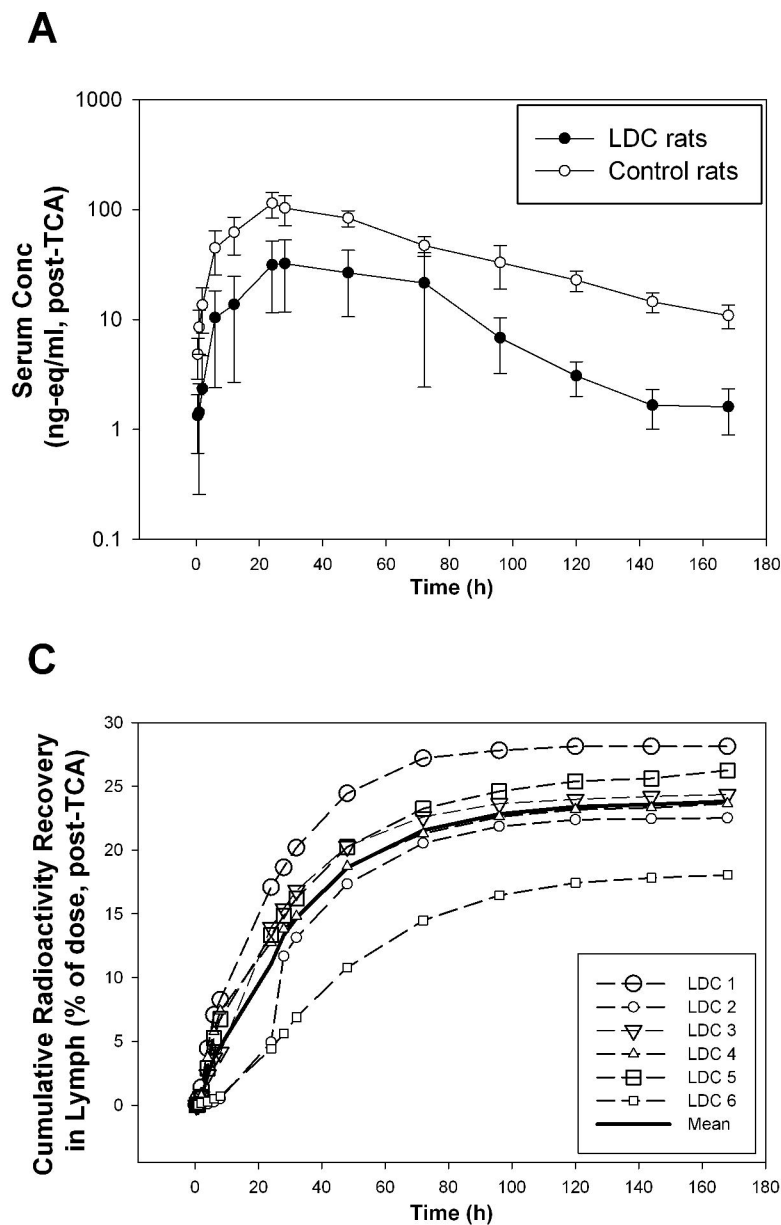 A
1000
100
10
1
0.1
Serum Conc
(ng-eq/ml, post-TCA)
LDC rats
Control rats
0 20 40 60 80 100 120 140 160 180
Time (h)
C
30
25
20
15
10
5
0
Cumulative Radioactivity Recovery
in Lymph (% of dose, post-TCA)
LDC 1
LDC 2
LDC 3
LDC 4
LDC 5
LDC 6
Mean
0 20 40 60 80 100 120 140 160 180
Time (h)